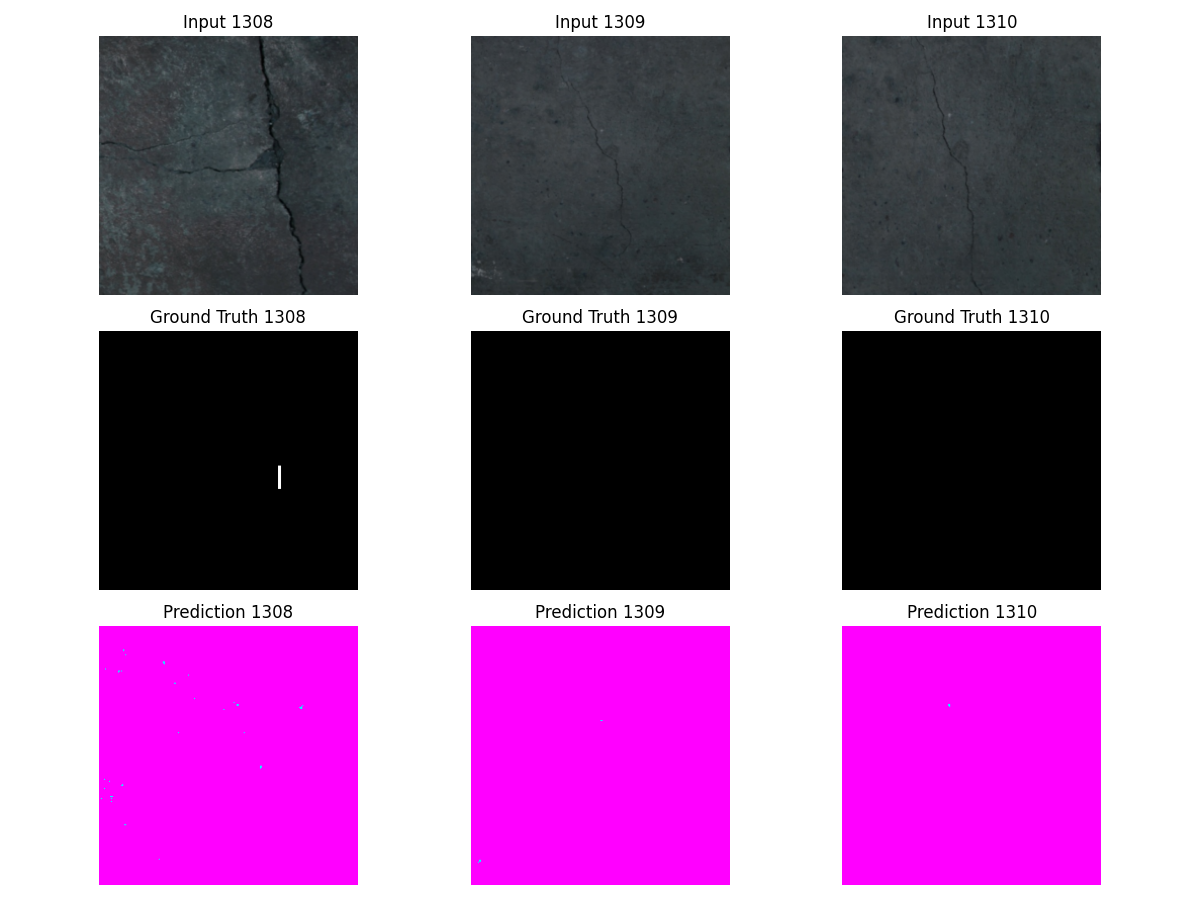 Input 1308
Input 1309
Input 1310
Ground Truth 1308
Ground Truth 1309
Ground Truth 1310
Prediction 1308
Prediction 1309
Prediction 1310